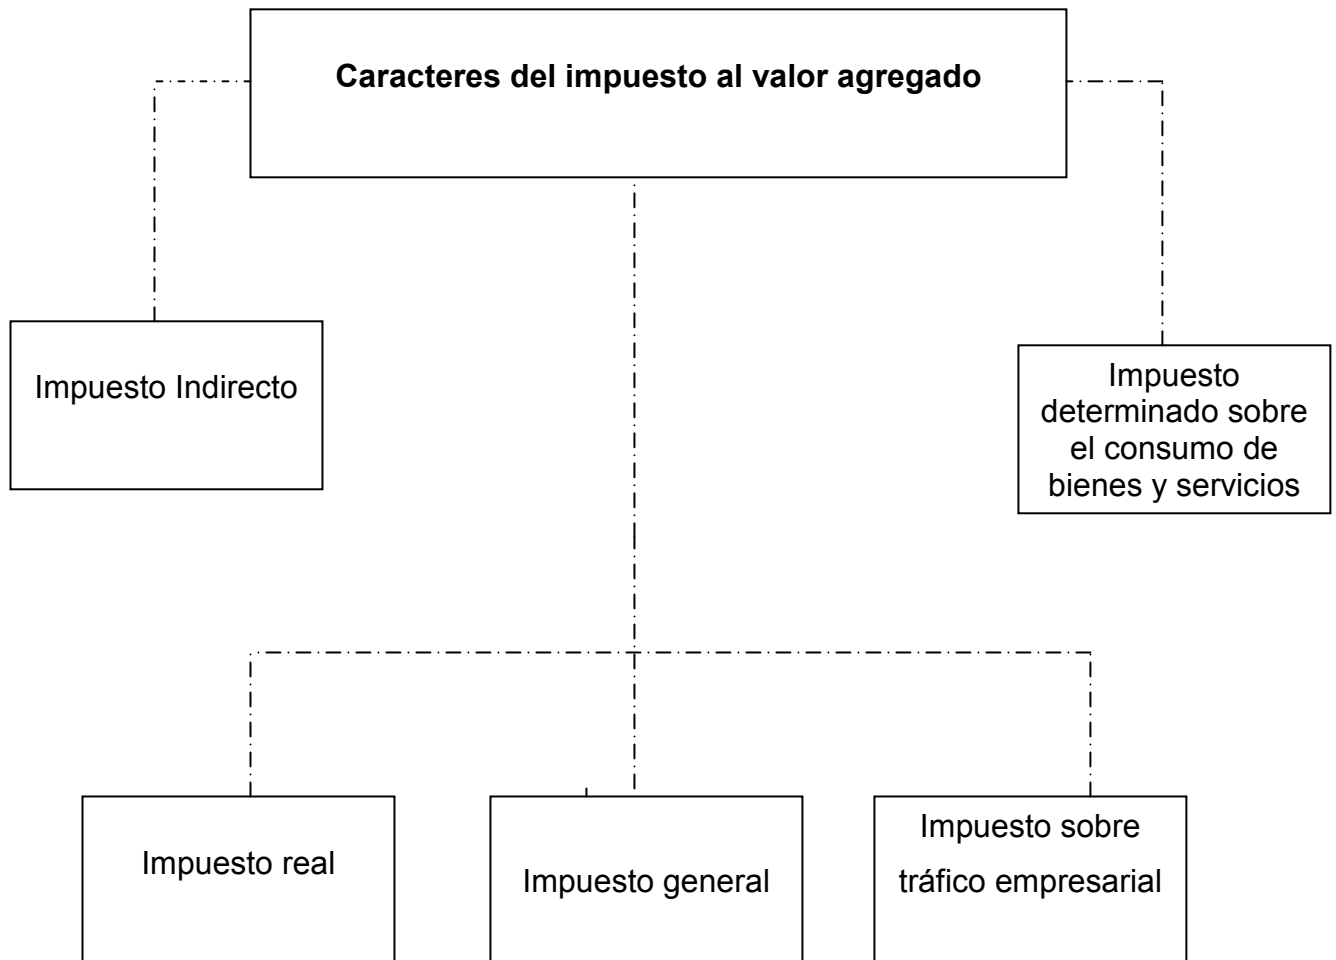 Caracteres del impuesto al valor agregado
Impuesto Indirecto
Impuesto
determinado sobre
el consumo de
bienes y servicios
Impuesto real
Impuesto general
Impuesto sobre
tráfico empresarial